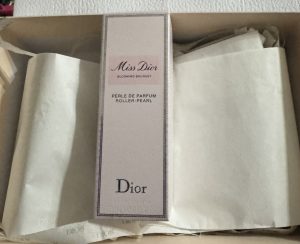 Miss Dior
BLOOMING BOUQUET
PERLE DE PARFUM
ROLLER-PEARL
Dior